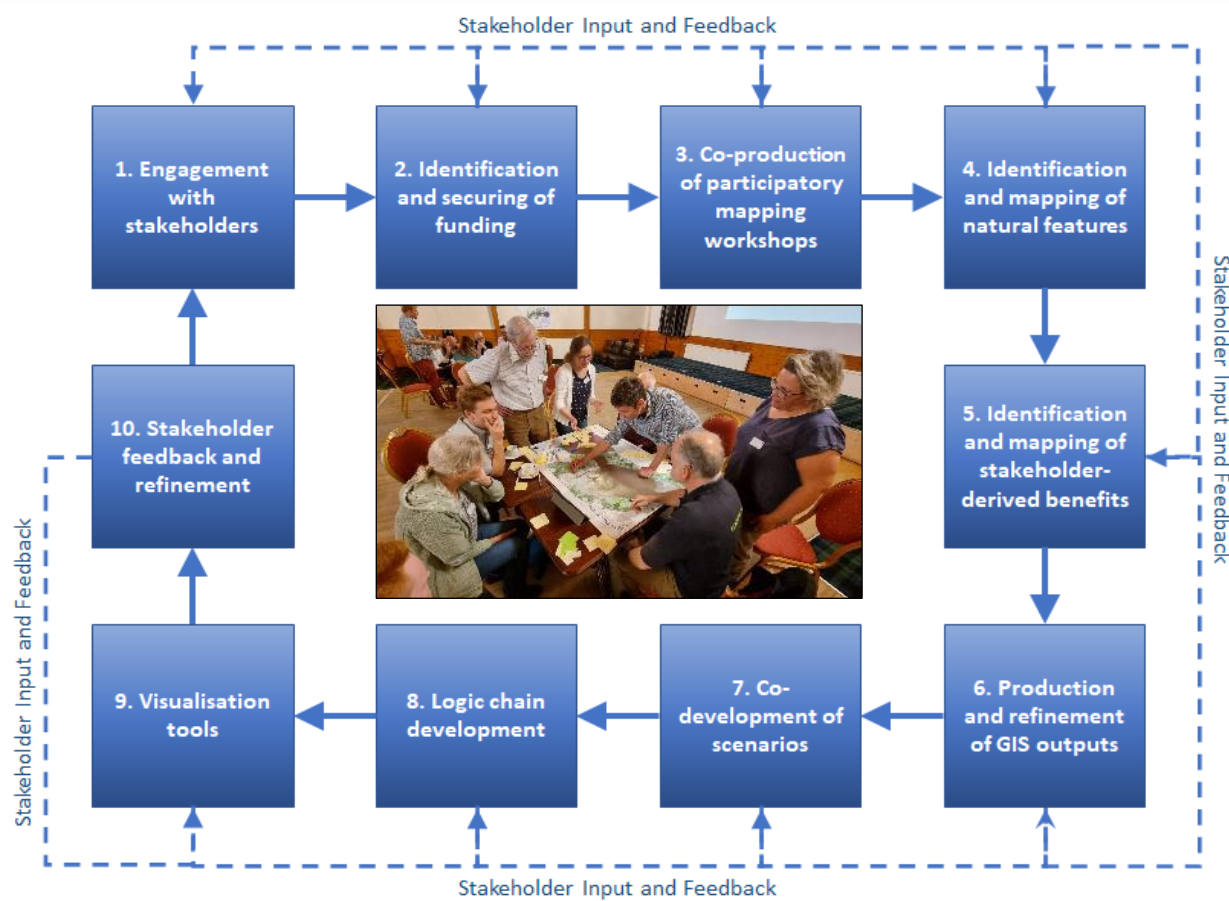 Stakeholder Input and Feedback
1. Engagement
with
stakeholders
2. Identification
and securing of
funding
3. Co-production
of participatory
mapping
workshops
4. Identification
and mapping of
natural features
Stakeholder Input and Feedback
5. Identification
and mapping of
stakeholder-
derived benefits
10. Stakeholder
feedback and
refinement
Stakeholder Input and Feedback
9. Visualisation
tools
8. Logic chain
development
7. Co-
development of
scenarios
6. Production
and refinement
of GIS outputs
Stakeholder Input and Feedback